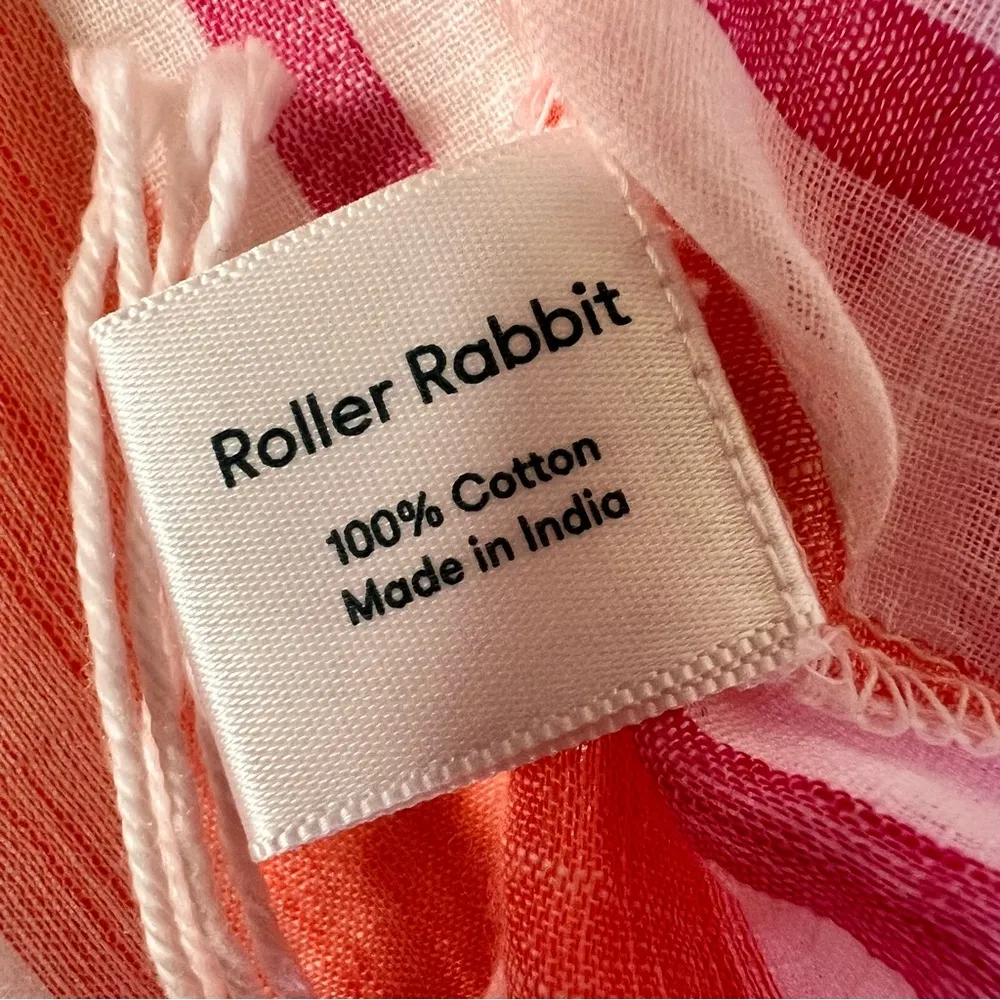 Roller Rabbit
100% Cotton
Made in India